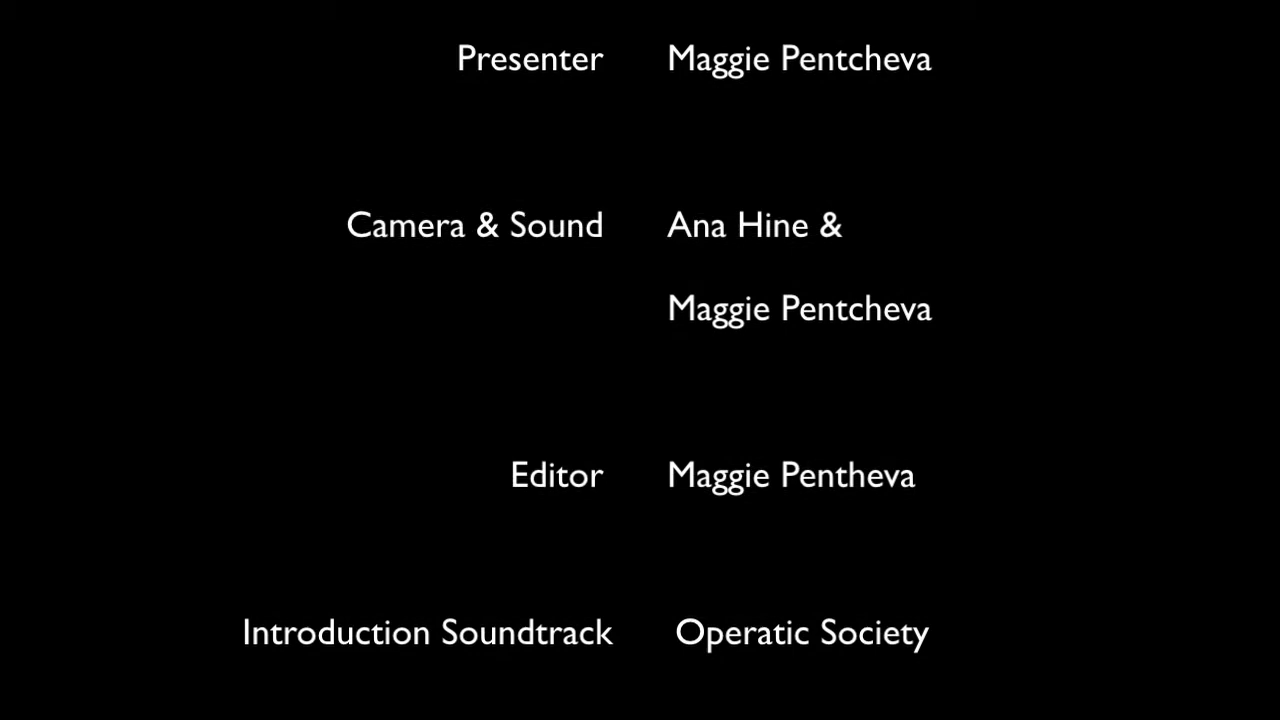 Presenter Maggie Pentcheva
Camera & Sound Ana Hine &
Maggie Pentcheva
Editor Maggie Pentheva
Introduction Soundtrack Operatic Society